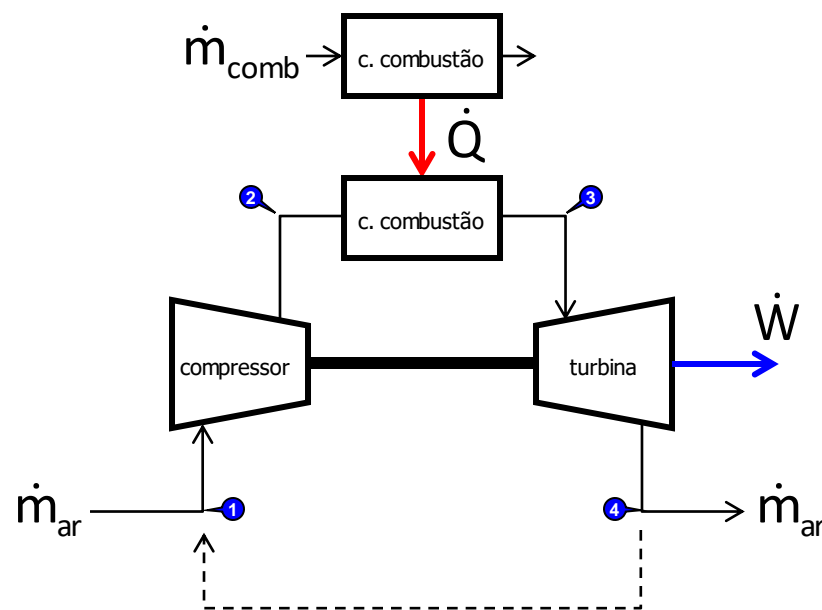 ṁcomb
c. combustão
Q̇
2
c. combustão
3
Ẇ
compressor
turbina
ṁar
1
4
ṁar